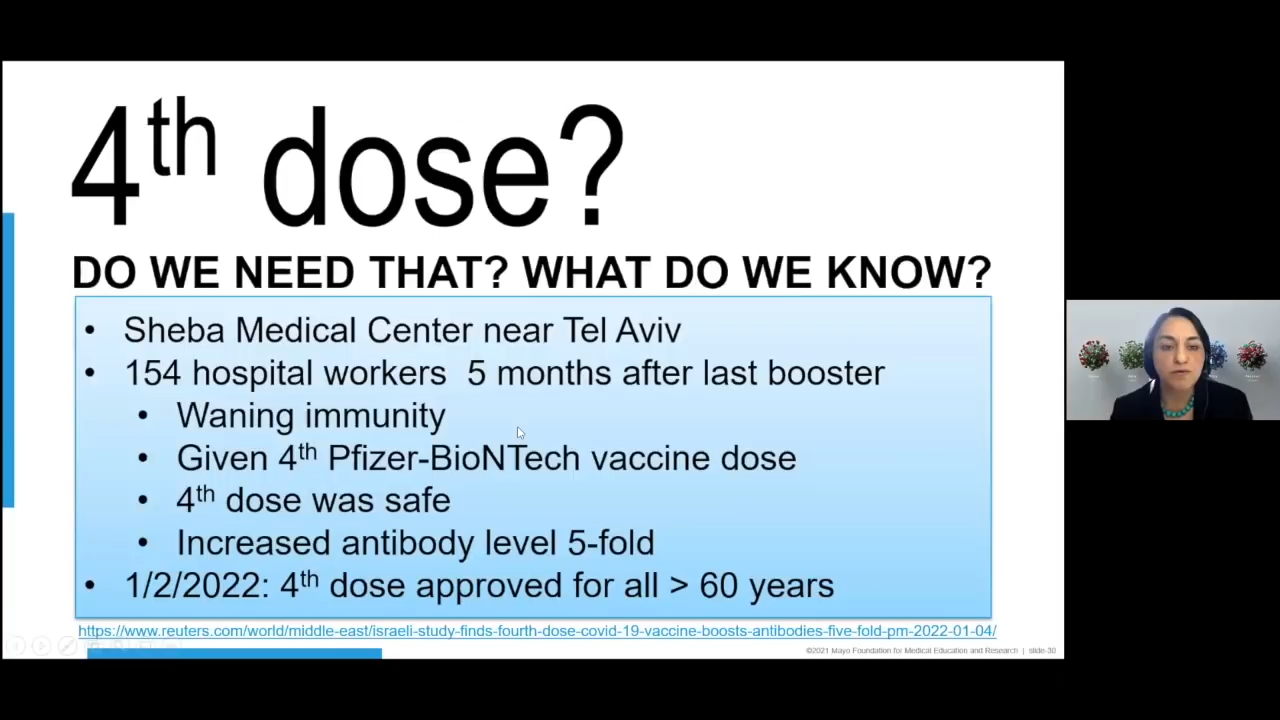 4th dose?
DO WE NEED THAT? WHAT DO WE KNOW?
• Sheba Medical Center near Tel Aviv
• 154 hospital workers  5 months after last booster
• Waning immunity
• Given 4th Pfizer-BioNTech vaccine dose
• 4th dose was safe
• Increased antibody level 5-fold
• 1/2/2022: 4th dose approved for all > 60 years
https://www.reuters.com/world/middle-east/israeli-study-finds-fourth-dose-covid-19-vaccine-boosts-antibodies-five-fold-pm-2022-01-04/
©2021 Mayo Foundation for Medical Education and Research | slide-30